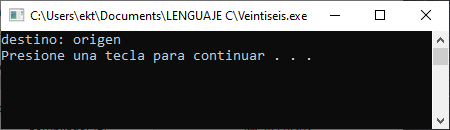 C:\Users\ekt\Documents\LENGUAJE C\Veintiseis.exe
destino: origen
Presione una tecla para continuar . . .